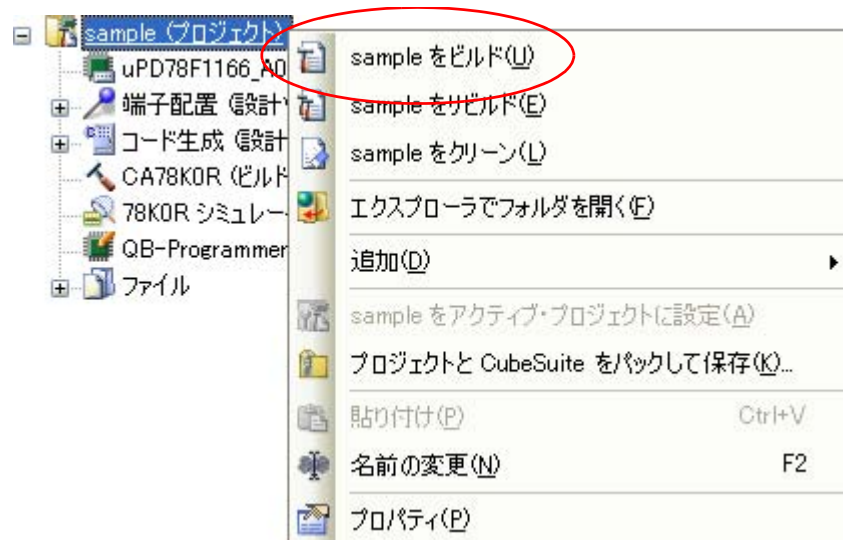 sample (プロジェクト)
uPD78F1166_A0
端子配置 (設計
コード生成 (設計
CA78K0R (ビルド
78K0R シミュレー
QB-Programmer
ファイル
sample をビルド(U)
sample をリビルド(E)
sample をクリーン(L)
エクスプローラでフォルダを開く(F)
追加(D)
sample をアクティブ・プロジェクトに設定(A)
プロジェクトと CubeSuite をパックして保存(K)...
貼り付け(P) Ctrl+V
名前の変更(N) F2
プロパティ(P)